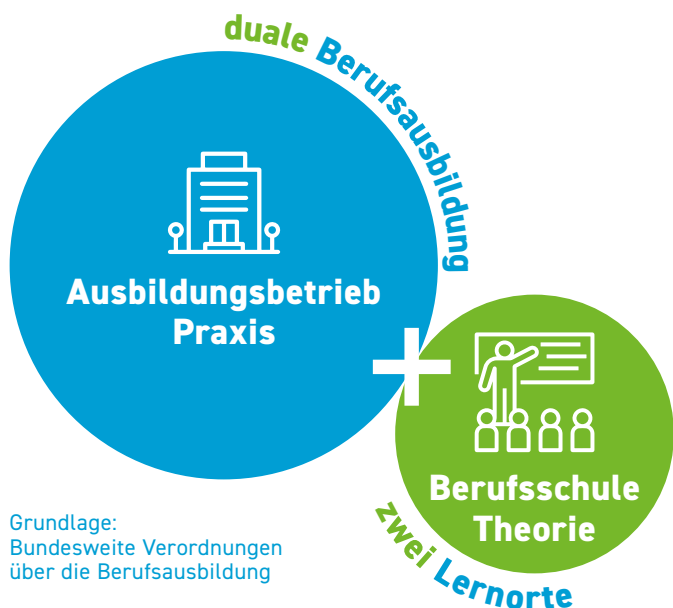 duale Berufsausbildung
Ausbildungsbetrieb
Praxis
Berufsschule
Theorie
zwei Lernorte
Grundlage:
Bundesweite Verordnungen
über die Berufsausbildung